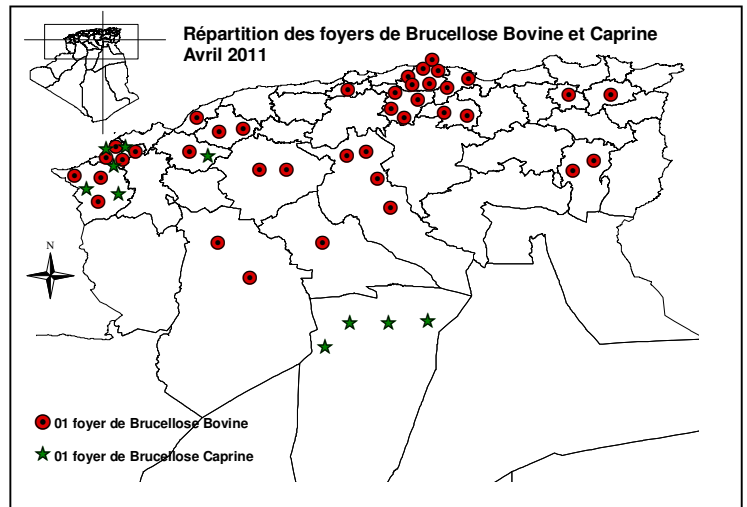 Répartition des foyers de Brucellose Bovine et Caprine
Avril 2011
N
01 foyer de Brucellose Bovine
01 foyer de Brucellose Caprine